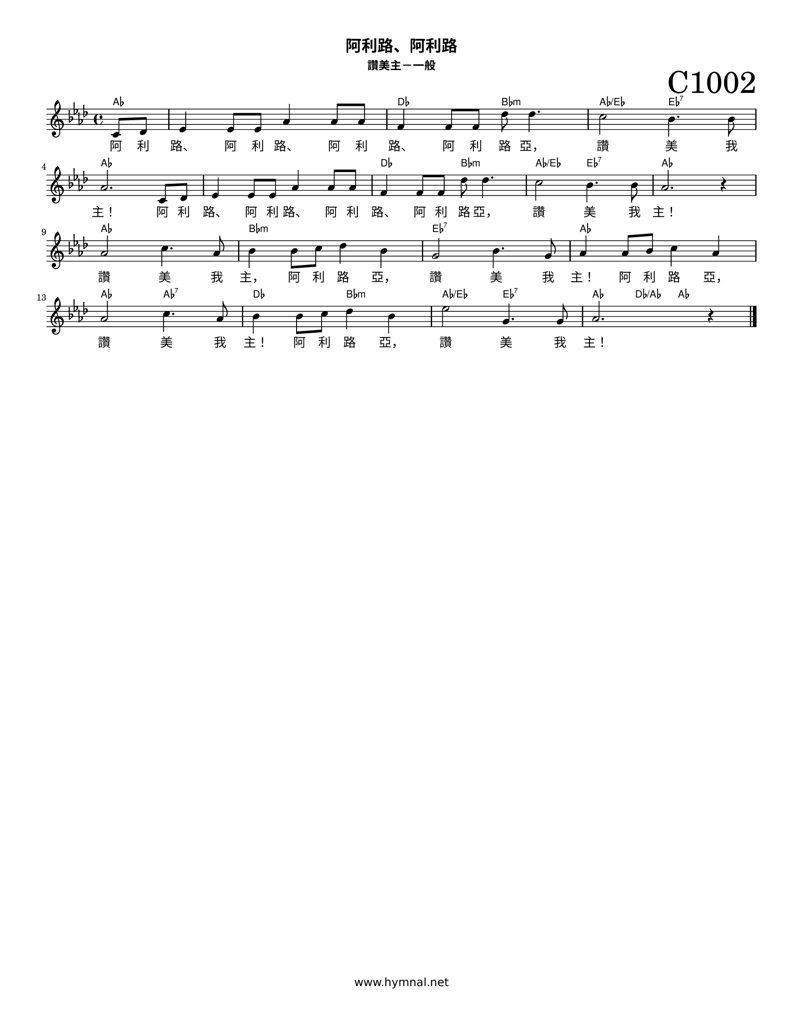 阿利路、阿利路
讚美主－一般
C1002
A♭ D♭ B♭m A♭/E♭ E♭7
阿 利 路、 阿 利 路、 阿 利 路、 阿 利 路 亞， 讚 美 我
4 A♭ D♭ B♭m A♭/E♭ E♭7 A♭
主！ 阿 利 路、 阿 利 路、 阿 利 路、 阿 利 路 亞， 讚 美 我 主！
9 A♭ B♭m E♭7 A♭
讚 美 我 主， 阿 利 路 亞， 讚 美 我 主！ 阿 利 路 亞，
13 A♭ A♭7 D♭ B♭m A♭/E♭ E♭7 A♭ D♭/A♭ A♭
讚 美 我 主！ 阿 利 路 亞， 讚 美 我 主！
www.hymnal.net